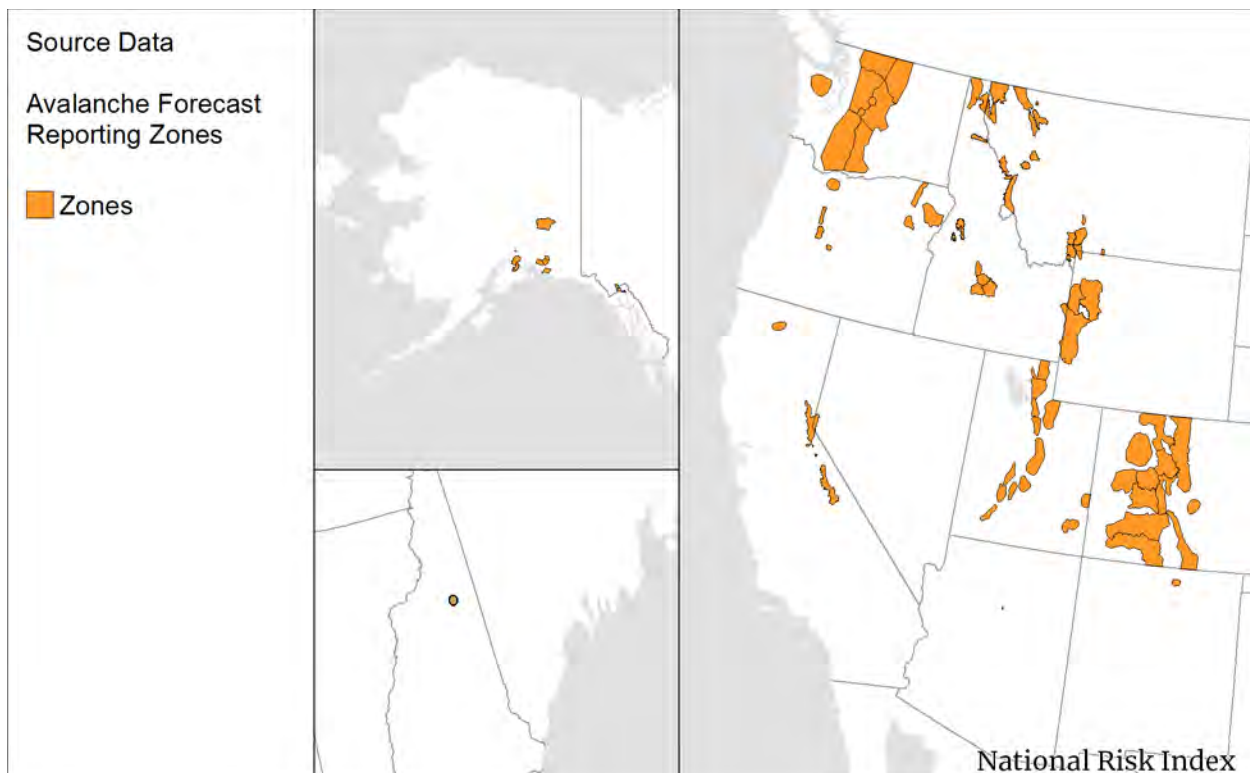 Source Data
Avalanche Forecast
Reporting Zones
Zones
National Risk Index